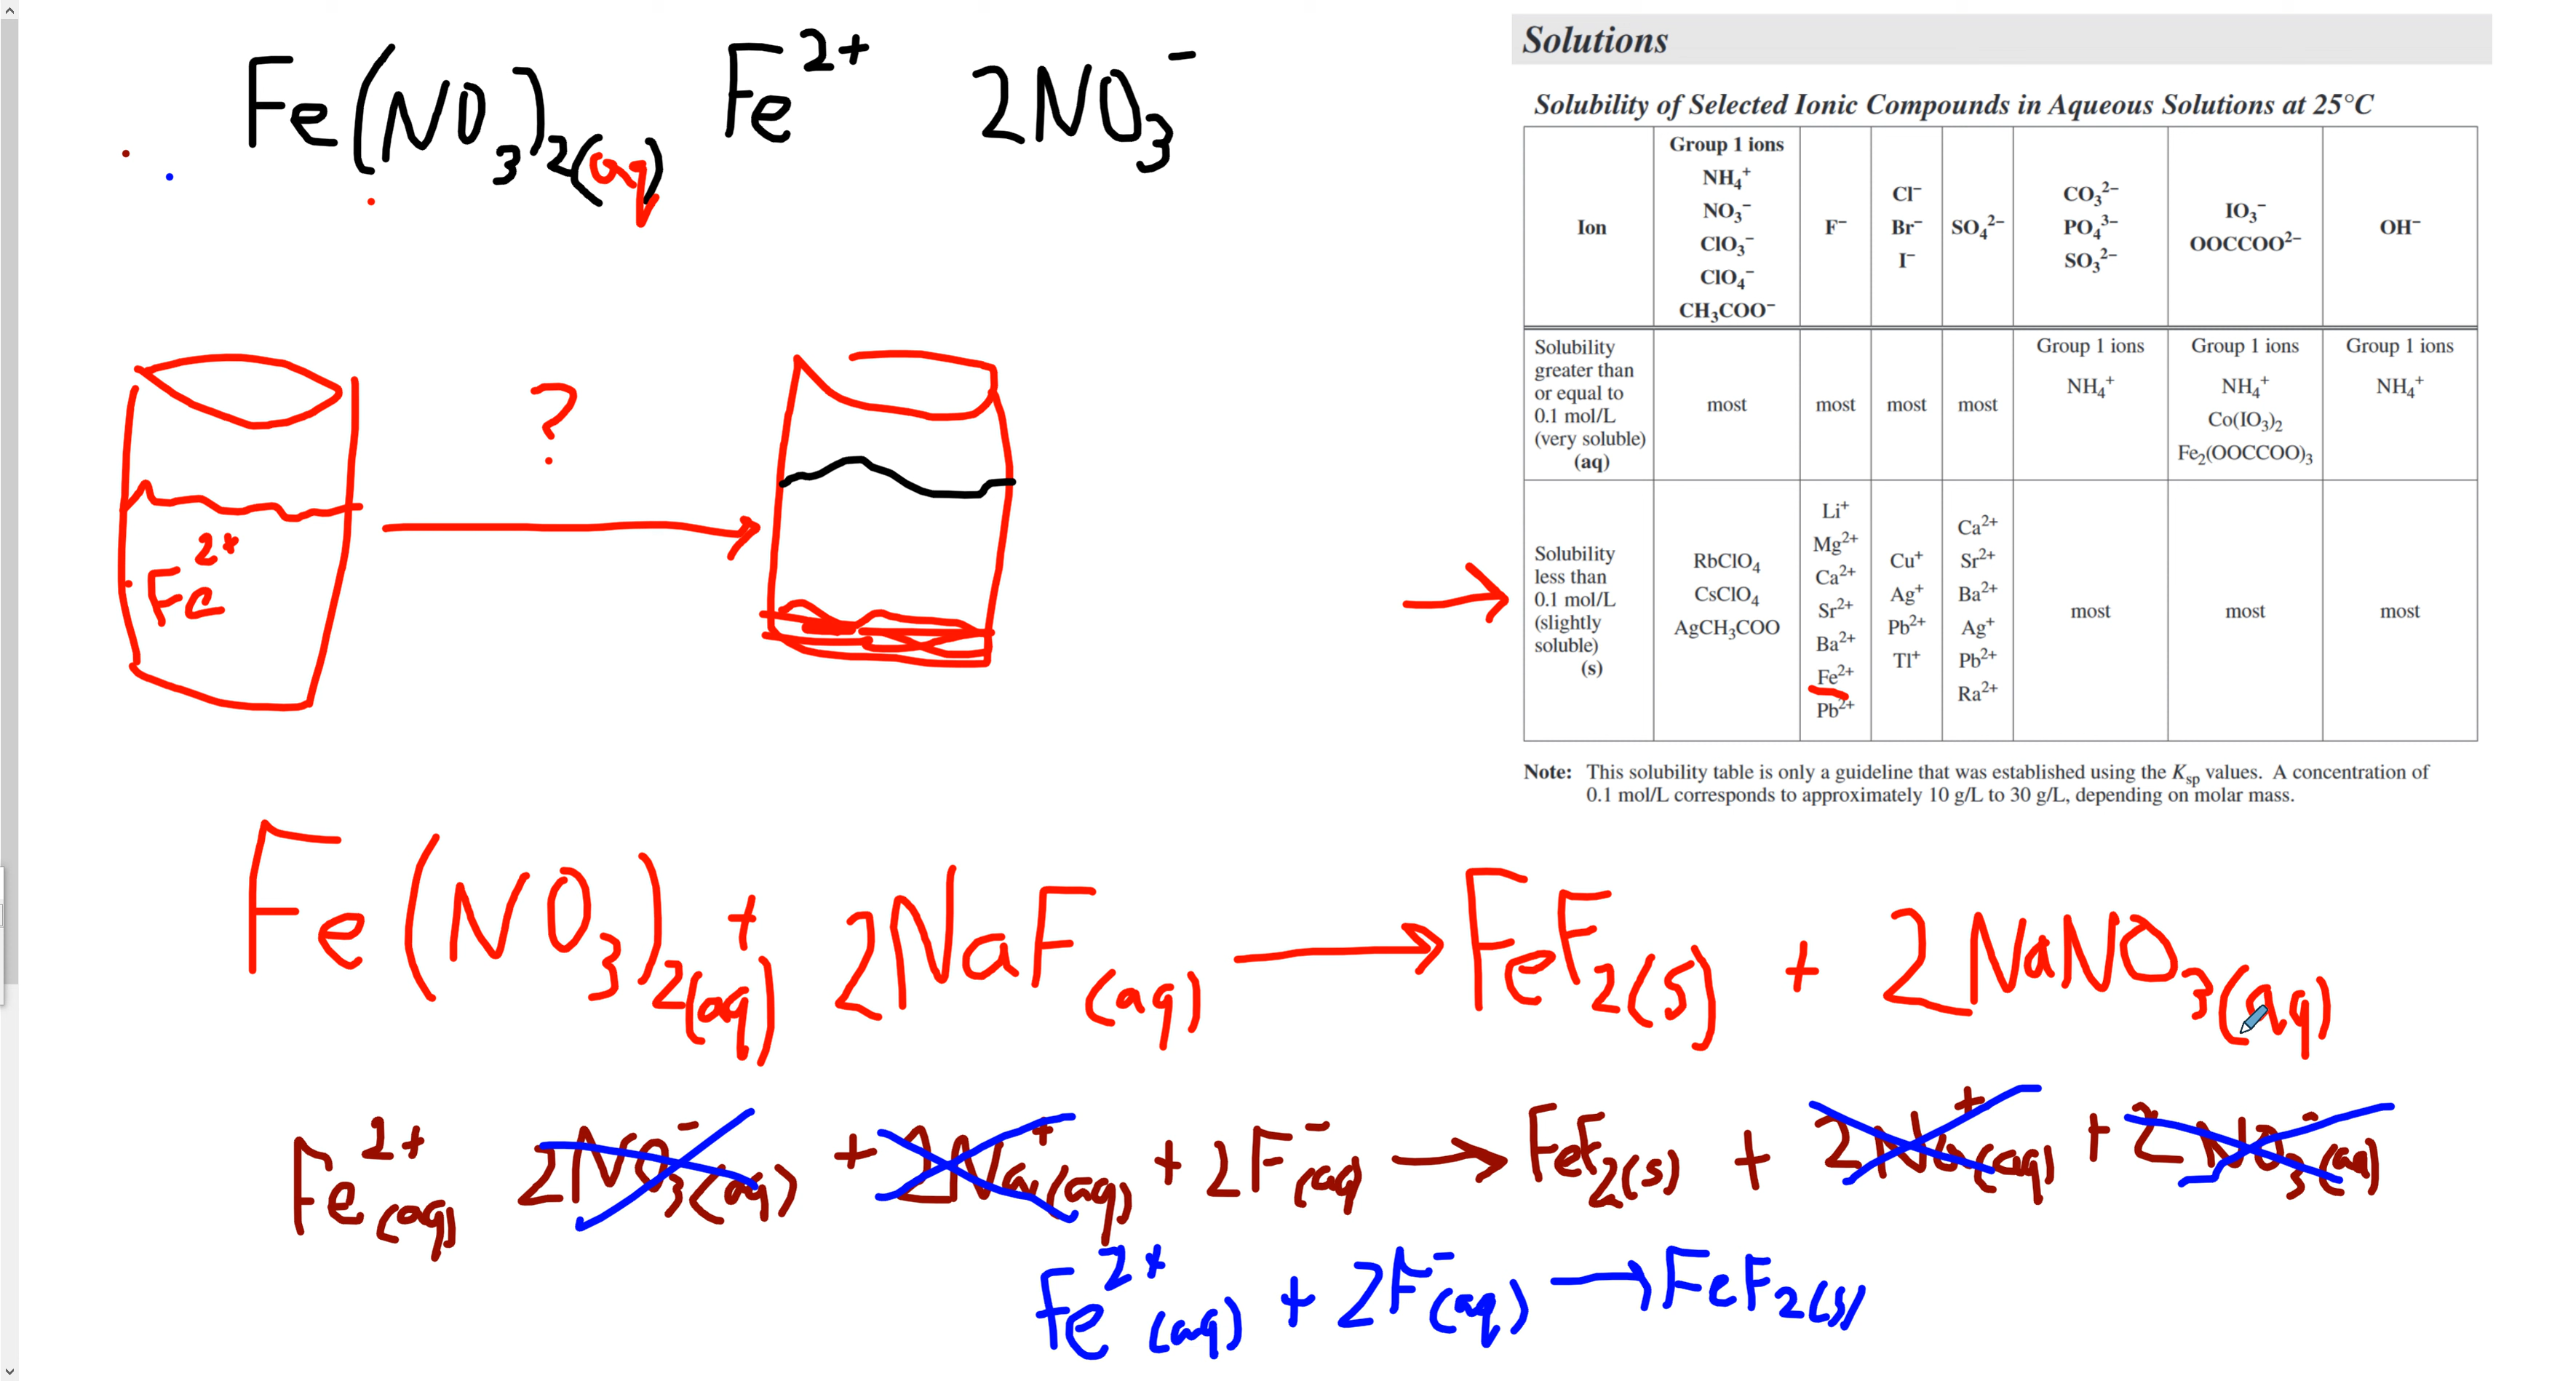 Fe(NO₃)₂(aq) Fe²⁺ 2NO₃⁻
?
Fe²⁺
Solutions
Solubility of Selected Ionic Compounds in Aqueous Solutions at 25°C
Ion
Group 1 ions
NH₄⁺
NO₃⁻
ClO₃⁻
ClO₄⁻
CH₃COO⁻
F⁻
Cl⁻
Br⁻
I⁻
SO₄²⁻
CO₃²⁻
PO₄³⁻
SO₃²⁻
IO₃⁻
OOCCOO²⁻
OH⁻
Solubility
greater than
or equal to
0.1 mol/L
(very soluble)
(aq)
most
most
most
most
Group 1 ions
NH₄⁺
Group 1 ions
NH₄⁺
Co(IO₃)₂
Fe₂(OOCCOO)₃
Group 1 ions
NH₄⁺
Solubility
less than
0.1 mol/L
(slightly
soluble)
(s)
RbClO₄
CsClO₄
AgCH₃COO
Li⁺
Mg²⁺
Ca²⁺
Sr²⁺
Ba²⁺
Fe²⁺
Pb²⁺
Cu⁺
Ag⁺
Pb²⁺
Tl⁺
Ca²⁺
Sr²⁺
Ba²⁺
Ag⁺
Pb²⁺
Ra²⁺
most
most
most
Note: This solubility table is only a guideline that was established using the Ksp values. A concentration of
0.1 mol/L corresponds to approximately 10 g/L to 30 g/L, depending on molar mass.
Fe(NO₃)₂(aq) + 2NaF(aq) → FeF₂(s) + 2NaNO₃(aq)
Fe²⁺(aq) 2NO₃⁻(aq) + 2Na⁺(aq) + 2F⁻(aq) → FeF₂(s) + 2Na⁺(aq) + 2NO₃⁻(aq)
Fe²⁺(aq) + 2F⁻(aq) → FeF₂(s)